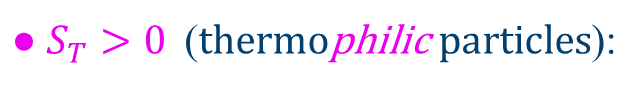 • S_T > 0 (thermophilic particles):